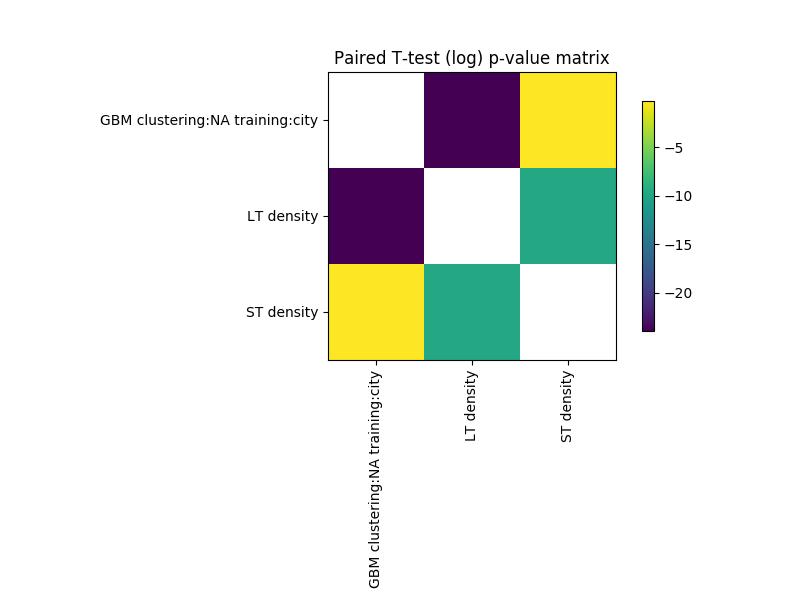 Paired T-test (log) p-value matrix
GBM clustering:NA training:city
LT density
ST density
−5
−10
−15
−20
GBM clustering:NA training:city
LT density
ST density